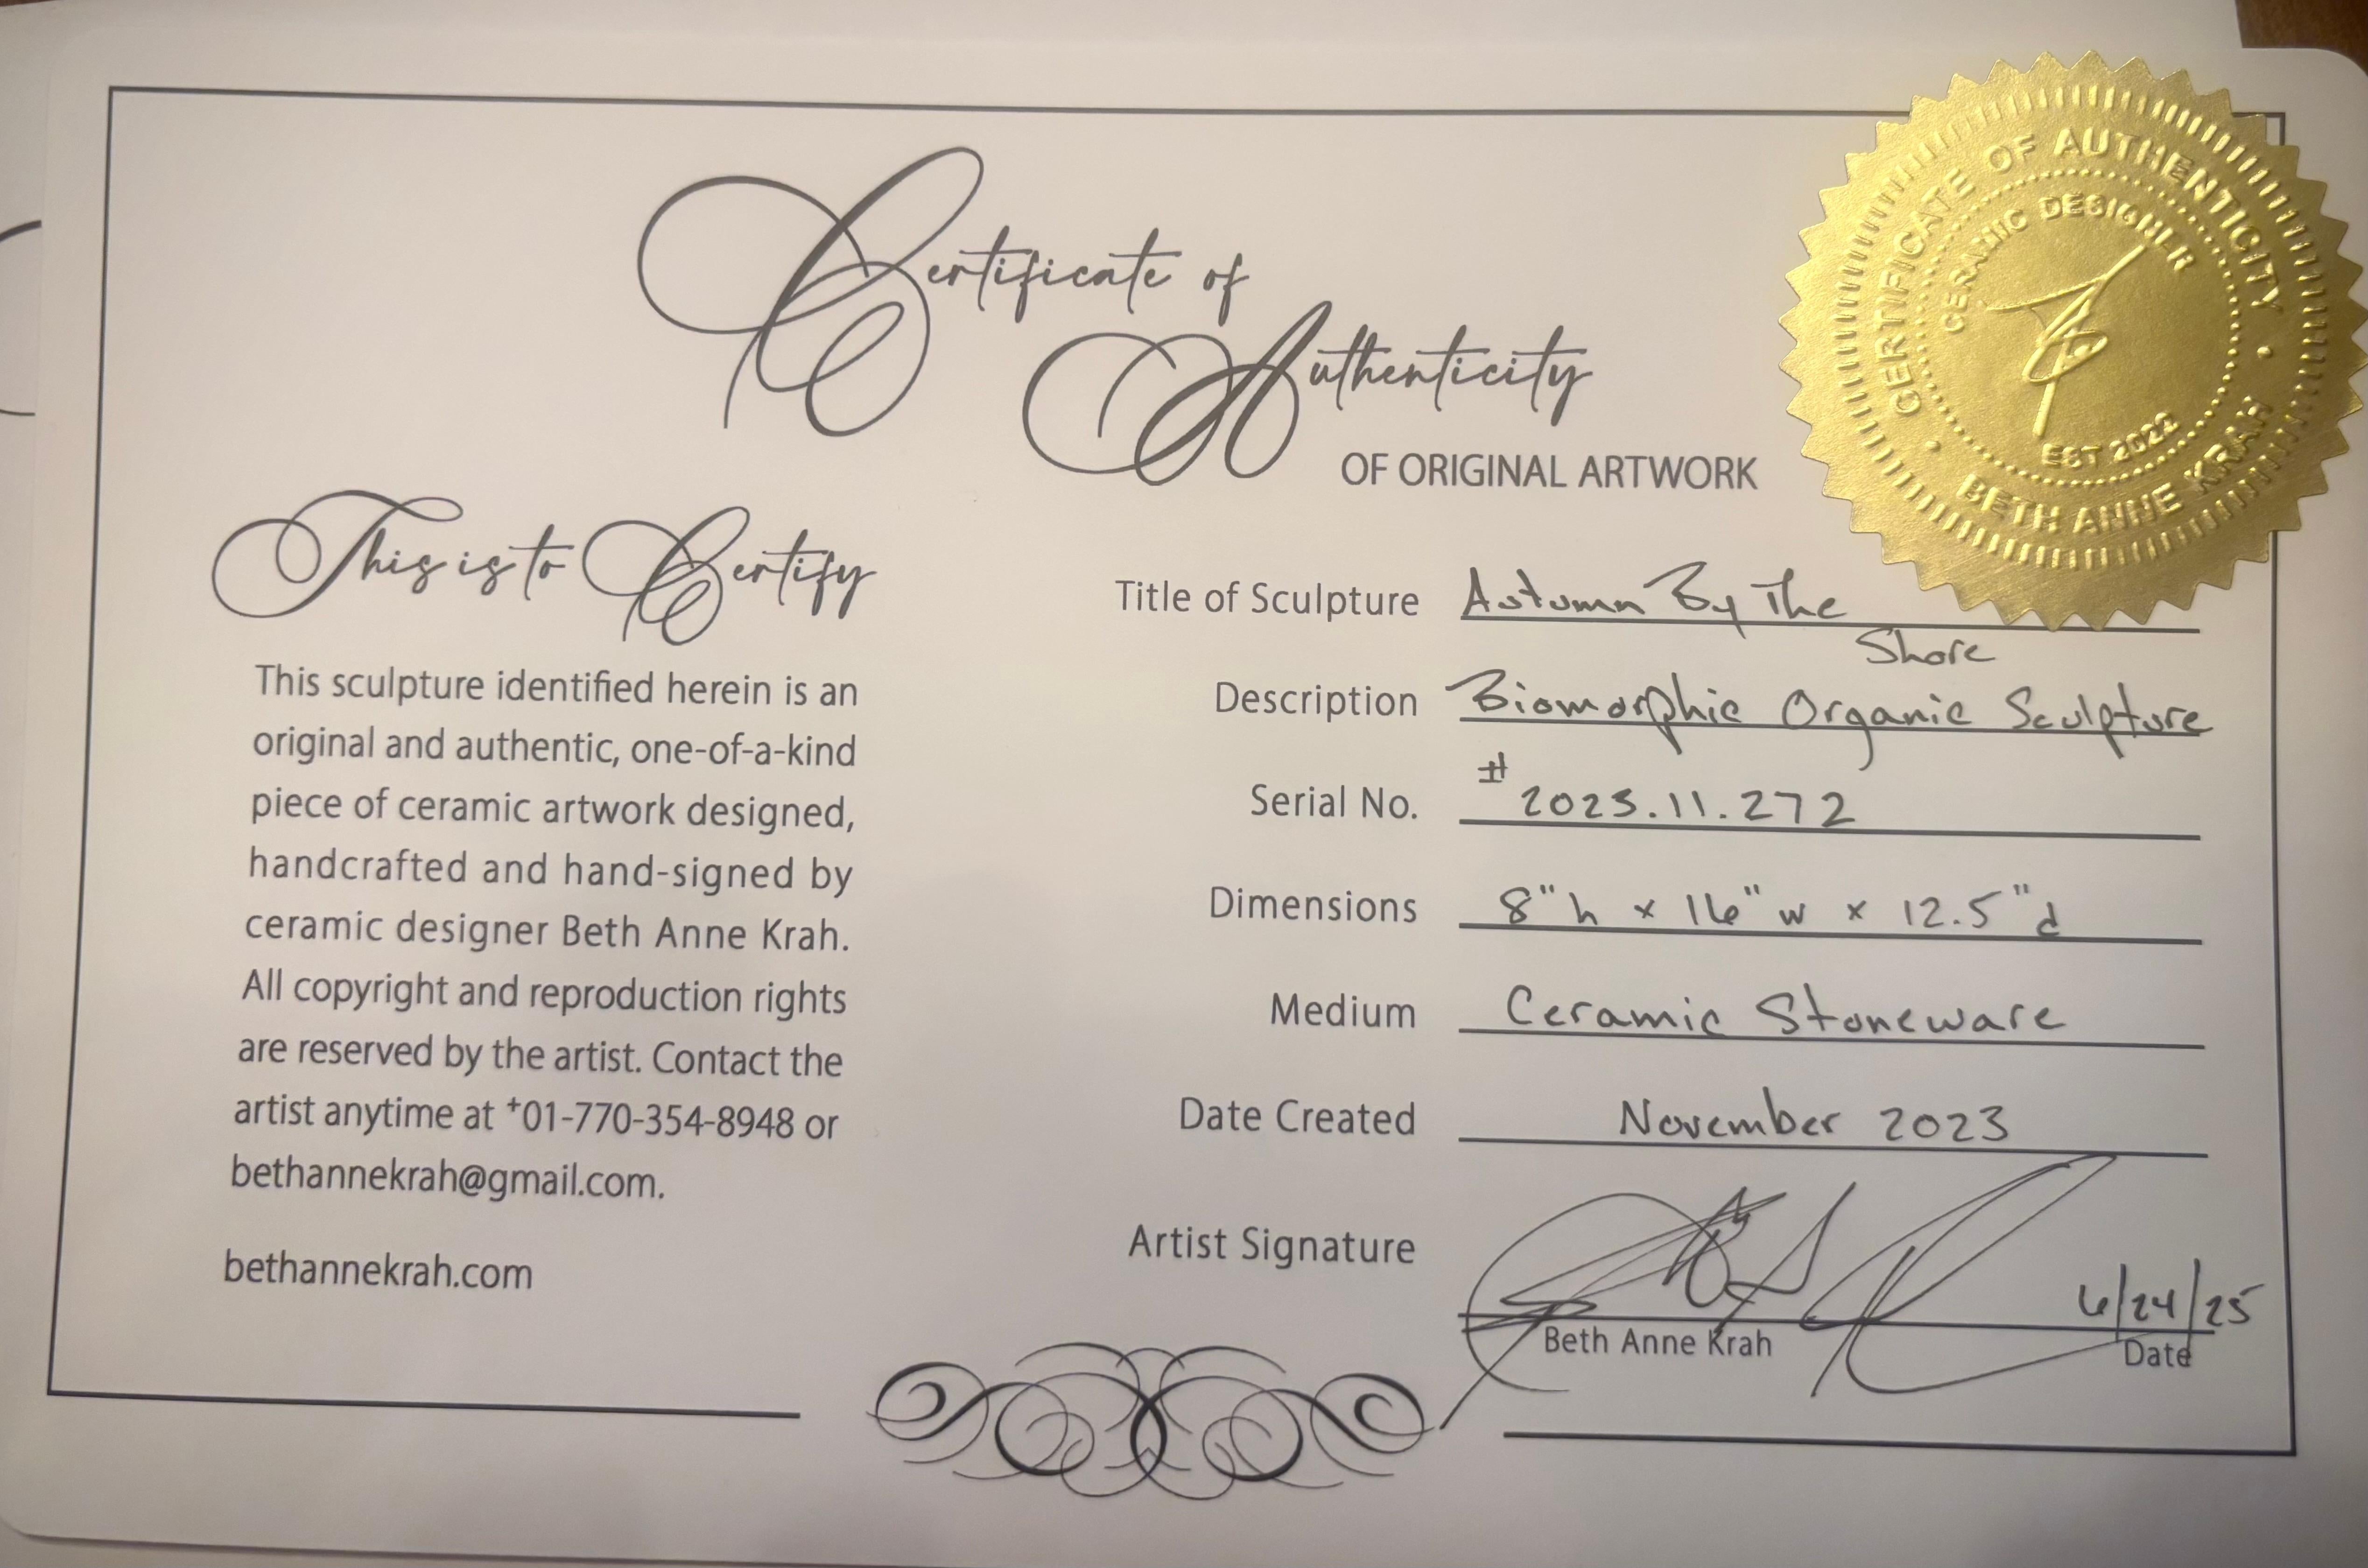 Certificate of
Authenticity
OF ORIGINAL ARTWORK
CERTIFICATE OF AUTHENTICITY
CERAMIC DESIGNER
EST 2022
BETH ANNE KRAH
This is to Certify
This sculpture identified herein is an
original and authentic, one-of-a-kind
piece of ceramic artwork designed,
handcrafted and hand-signed by
ceramic designer Beth Anne Krah.
All copyright and reproduction rights
are reserved by the artist. Contact the
artist anytime at +01-770-354-8948 or
bethannekrah@gmail.com.
bethannekrah.com
Title of Sculpture Autumn By The
Shore
Description Biomorphic Organic Sculpture
Serial No. # 2023.11.272
Dimensions 8"h x 16"w x 12.5"d
Medium Ceramic Stoneware
Date Created November 2023
Artist Signature 6/24/25
Beth Anne Krah Date